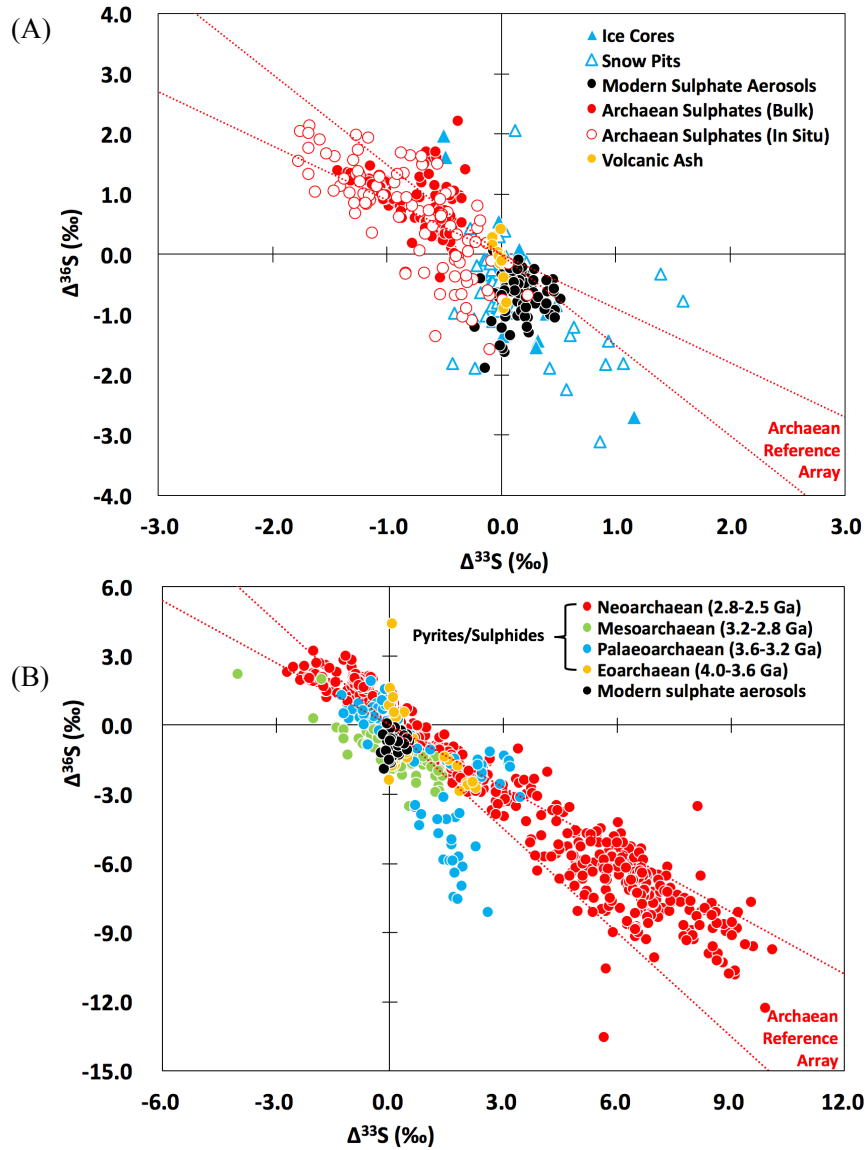 (A)
4.0
3.0
2.0
1.0
0.0
-1.0
-2.0
-3.0
-4.0
Δ³⁶S (‰)
Ice Cores
Snow Pits
Modern Sulphate Aerosols
Archaean Sulphates (Bulk)
Archaean Sulphates (In Situ)
Volcanic Ash
Archaean
Reference
Array
-3.0 -2.0 -1.0 0.0 1.0 2.0 3.0
Δ³³S (‰)
(B)
6.0
3.0
0.0
-3.0
-6.0
-9.0
-12.0
-15.0
Δ³⁶S (‰)
Pyrites/Sulphides
Neoarchaean (2.8-2.5 Ga)
Mesoarchaean (3.2-2.8 Ga)
Palaeoarchaean (3.6-3.2 Ga)
Eoarchaean (4.0-3.6 Ga)
Modern sulphate aerosols
Archaean
Reference
Array
-6.0 -3.0 0.0 3.0 6.0 9.0 12.0
Δ³³S (‰)